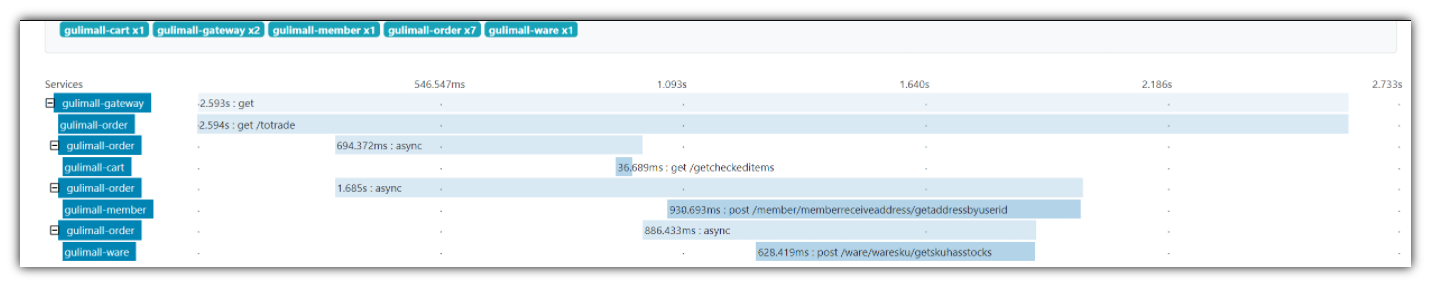 gulimall-cart x1 gulimall-gateway x2 gulimall-member x1 gulimall-order x7 gulimall-ware x1
Services 546.547ms 1.093s 1.640s 2.186s 2.733s
gulimall-gateway 2.593s : get
gulimall-order 2.594s : get /totrade
gulimall-order 694.372ms : async
gulimall-cart 36.689ms : get /getcheckeditems
gulimall-order 1.685s : async
gulimall-member 930.693ms : post /member/memberreceiveaddress/getaddressbyuserid
gulimall-order 886.433ms : async
gulimall-ware 628.419ms : post /ware/waresku/getskuhasstocks